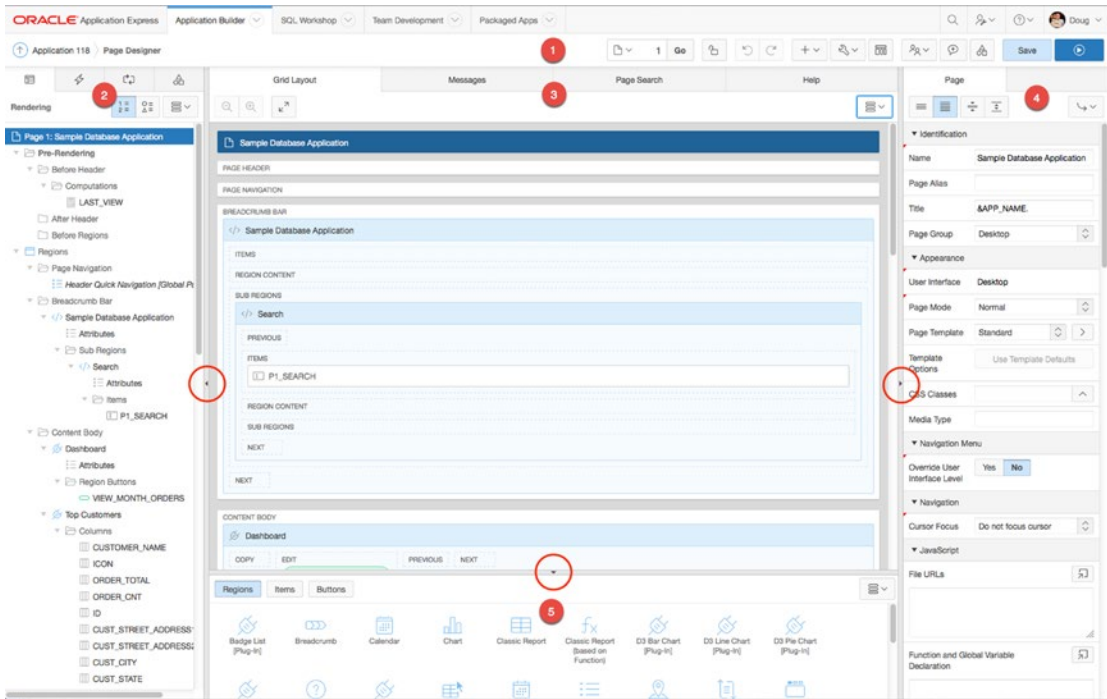 ORACLE Application Express Application Builder SQL Workshop Team Development Packaged Apps Doug
Application 118 Page Designer 1 1 Go Save
Grid Layout Messages Page Search Help Page
Rendering 2 3 4
Page 1: Sample Database Application
Pre-Rendering
Before Header
Computations
LAST_VIEW
After Header
Before Regions
Regions
Page Navigation
Header Quick Navigation [Global P
Breadcrumb Bar
Sample Database Application
Attributes
Sub Regions
Search
Attributes
Items
P1_SEARCH
Content Body
Dashboard
Attributes
Region Buttons
VIEW_MONTH_ORDERS
Top Customers
Columns
CUSTOMER_NAME
ICON
ORDER_TOTAL
ORDER_CNT
ID
CUST_STREET_ADDRESS1
CUST_STREET_ADDRESS2
CUST_CITY
CUST_STATE
Sample Database Application
PAGE HEADER
PAGE NAVIGATION
BREADCRUMB BAR
Sample Database Application
ITEMS
REGION CONTENT
SUB REGIONS
Search
PREVIOUS
ITEMS
P1_SEARCH
REGION CONTENT
SUB REGIONS
NEXT
NEXT
CONTENT BODY
Dashboard
COPY EDIT PREVIOUS NEXT
Regions Items Buttons
5
Badge List [Plug-In]
Breadcrumb
Calendar
Chart
Classic Report
Classic Report (based on Function)
D3 Bar Chart [Plug-In]
D3 Line Chart [Plug-In]
D3 Pie Chart [Plug-In]
Identification
Name Sample Database Application
Page Alias
Title &APP_NAME.
Page Group Desktop
Appearance
User Interface Desktop
Page Mode Normal
Page Template Standard
Template Options Use Template Defaults
CSS Classes
Media Type
Navigation Menu
Override User Interface Level Yes No
Navigation
Cursor Focus Do not focus cursor
JavaScript
File URLs
Function and Global Variable Declaration